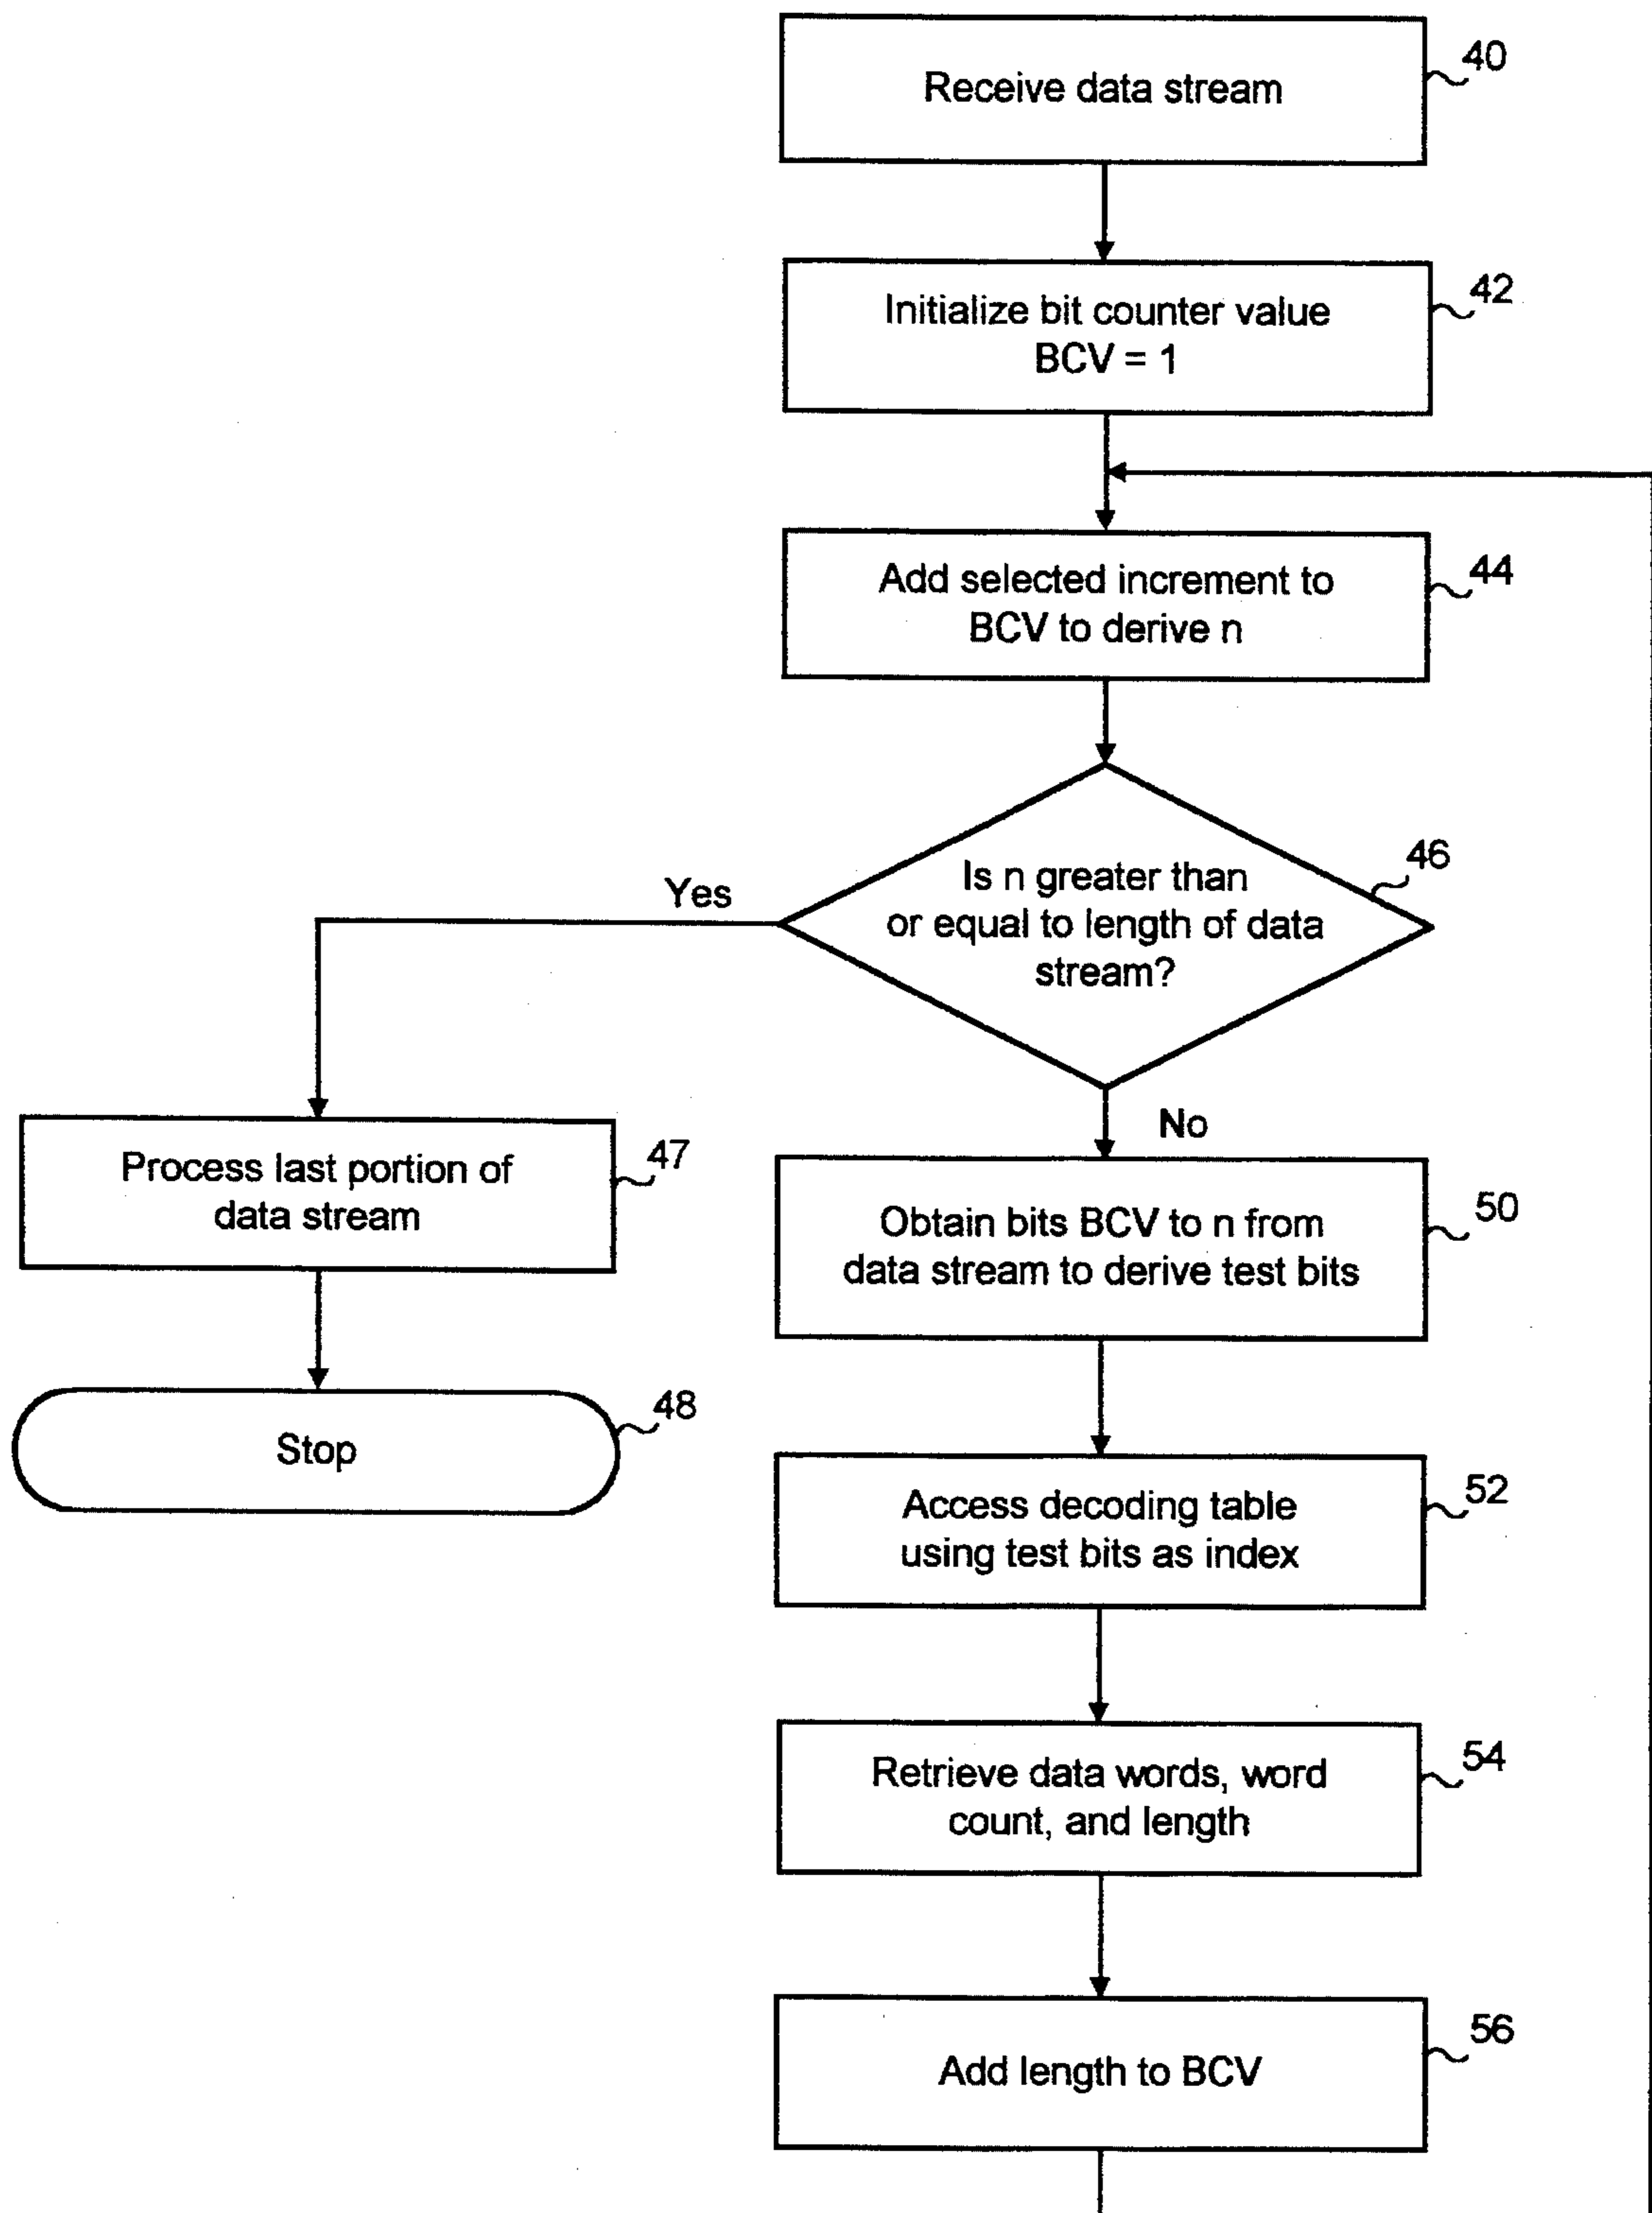 Receive data stream
40
Initialize bit counter value
BCV = 1
42
Add selected increment to
BCV to derive n
44
Is n greater than
or equal to length of data
stream?
46
Yes
No
Process last portion of
data stream
47
Stop
48
Obtain bits BCV to n from
data stream to derive test bits
50
Access decoding table
using test bits as index
52
Retrieve data words, word
count, and length
54
Add length to BCV
56